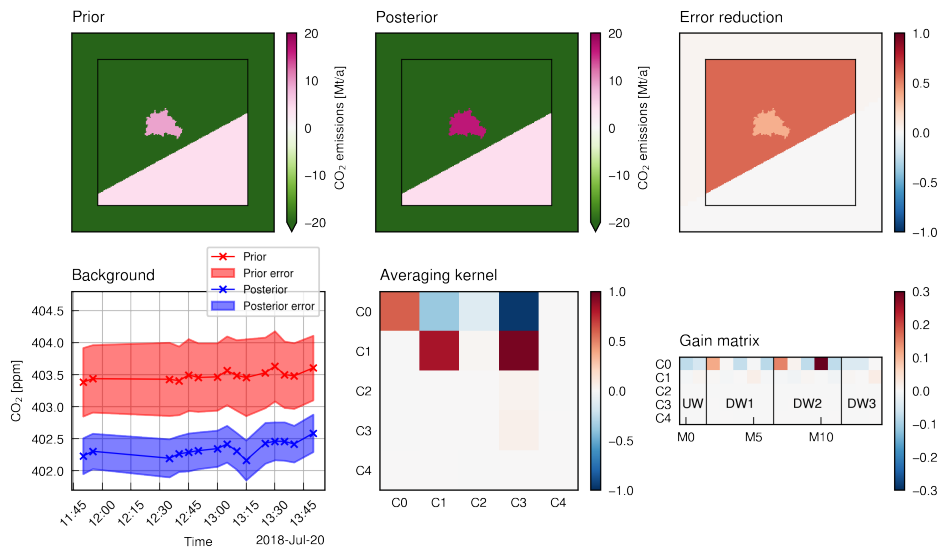 Prior
Posterior
Error reduction
20
10
0
−10
−20
CO₂ emissions [Mt/a]
20
10
0
−10
−20
CO₂ emissions [Mt/a]
1.0
0.5
0.0
−0.5
−1.0
Background
Prior
Prior error
Posterior
Posterior error
404.5
404.0
403.5
403.0
402.5
402.0
CO₂ [ppm]
11:45
12:00
12:15
12:30
12:45
13:00
13:15
13:30
13:45
Time
2018-Jul-20
Averaging kernel
C0
C1
C2
C3
C4
C0
C1
C2
C3
C4
1.0
0.5
0.0
−0.5
−1.0
Gain matrix
C0
C1
C2
C3
C4
UW
DW1
DW2
DW3
M0
M5
M10
0.3
0.2
0.1
0.0
−0.1
−0.2
−0.3